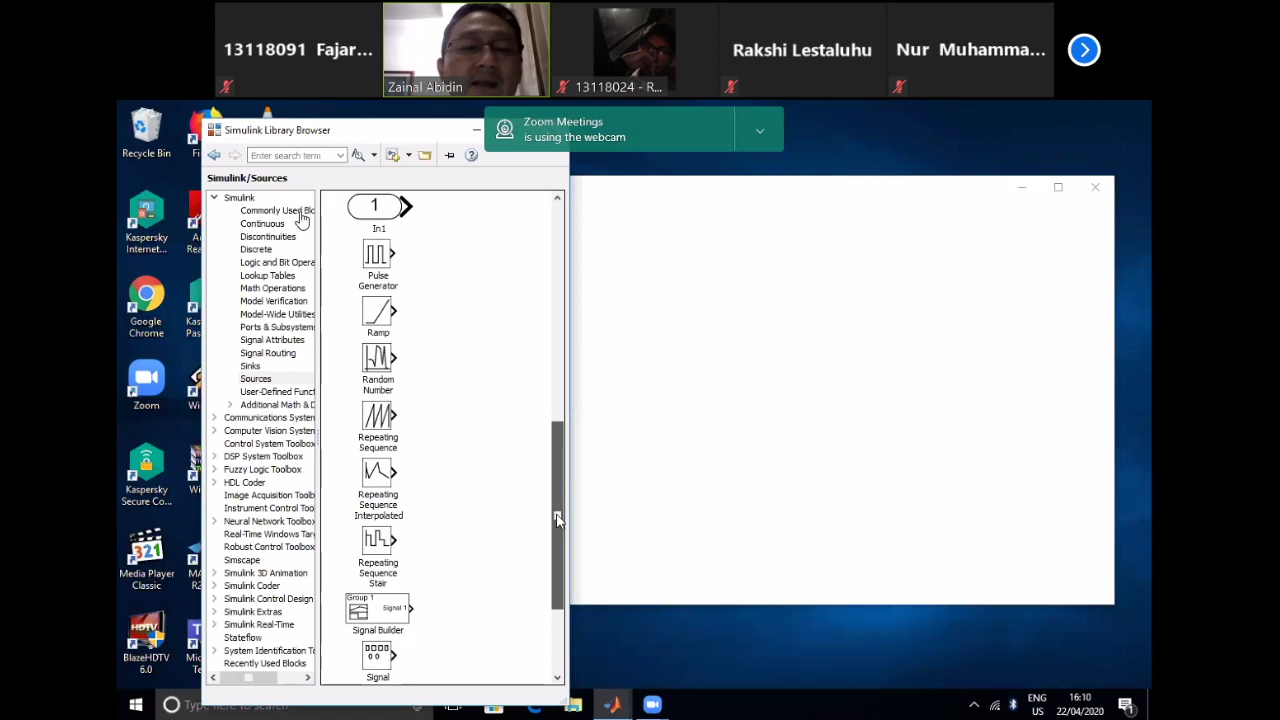 13118091 Fajar...
Zainal Abidin
13118024 - R...
Rakshi Lestaluhu
Nur Muhamma...
Zoom Meetings
is using the webcam
Recycle Bin
Kaspersky
Internet...
Google
Chrome
Zoom
Kaspersky
Secure Co...
Media Player
Classic
BlazeHDTV
6.0
Simulink Library Browser
Enter search term
Simulink/Sources
Simulink
Commonly Used Blo
Continuous
Discontinuities
Discrete
Logic and Bit Opera
Lookup Tables
Math Operations
Model Verification
Model-Wide Utilities
Ports & Subsystems
Signal Attributes
Signal Routing
Sinks
Sources
User-Defined Funct
Additional Math & D
Communications System
Computer Vision System
Control System Toolbox
DSP System Toolbox
Fuzzy Logic Toolbox
HDL Coder
Image Acquisition Toolb
Instrument Control Too
Neural Network Toolbox
Real-Time Windows Targ
Robust Control Toolbox
Simscape
Simulink 3D Animation
Simulink Coder
Simulink Control Design
Simulink Extras
Simulink Real-Time
Stateflow
System Identification To
Recently Used Blocks
1
In1
Pulse
Generator
Ramp
Random
Number
Repeating
Sequence
Repeating
Sequence
Interpolated
Repeating
Sequence
Stair
Group 1
Signal 1
Signal Builder
Signal
Type here to search
ENG
US
16:10
22/04/2020
1